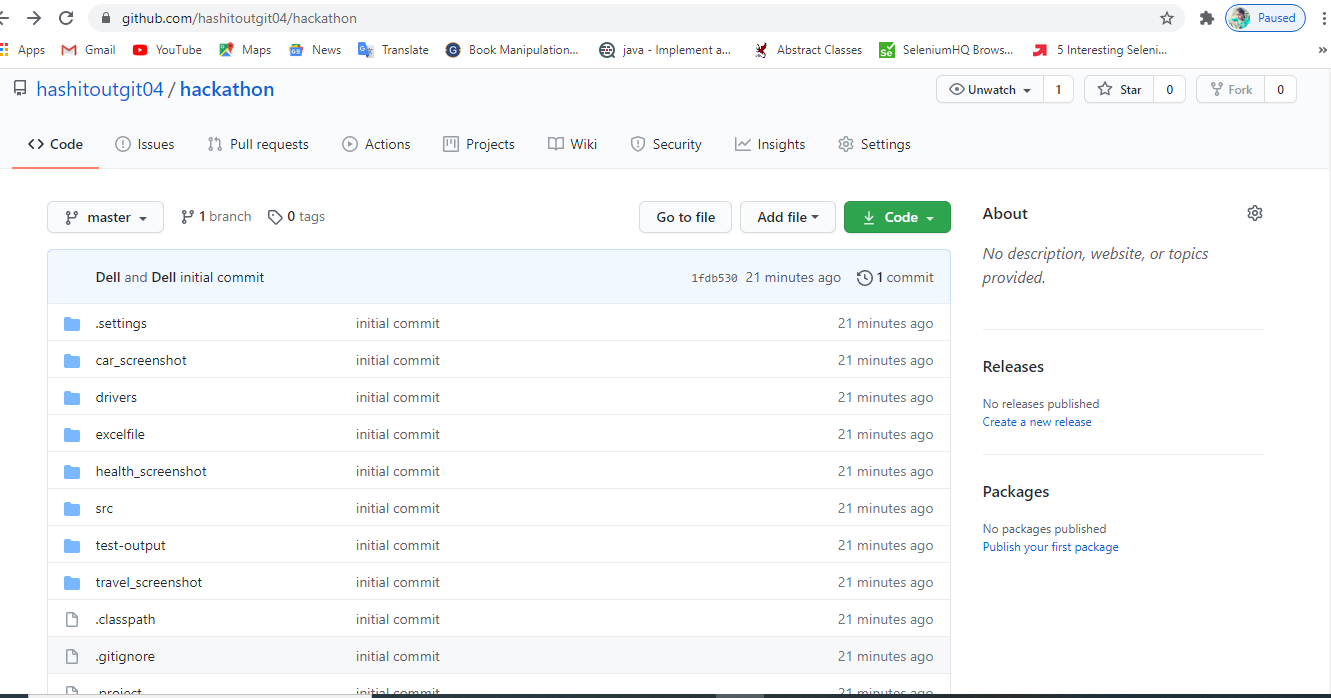 github.com/hashitoutgit04/hackathon Paused
Apps Gmail YouTube Maps News Translate Book Manipulation... java - Implement a... Abstract Classes SeleniumHQ Brows... 5 Interesting Seleni... »
hashitoutgit04 / hackathon Unwatch 1 Star 0 Fork 0
Code Issues Pull requests Actions Projects Wiki Security Insights Settings
master 1 branch 0 tags Go to file Add file Code
Dell and Dell initial commit 1fdb530 21 minutes ago 1 commit
.settings initial commit 21 minutes ago
car_screenshot initial commit 21 minutes ago
drivers initial commit 21 minutes ago
excelfile initial commit 21 minutes ago
health_screenshot initial commit 21 minutes ago
src initial commit 21 minutes ago
test-output initial commit 21 minutes ago
travel_screenshot initial commit 21 minutes ago
.classpath initial commit 21 minutes ago
.gitignore initial commit 21 minutes ago
.project initial commit 21 minutes ago
About
No description, website, or topics
provided.
Releases
No releases published
Create a new release
Packages
No packages published
Publish your first package